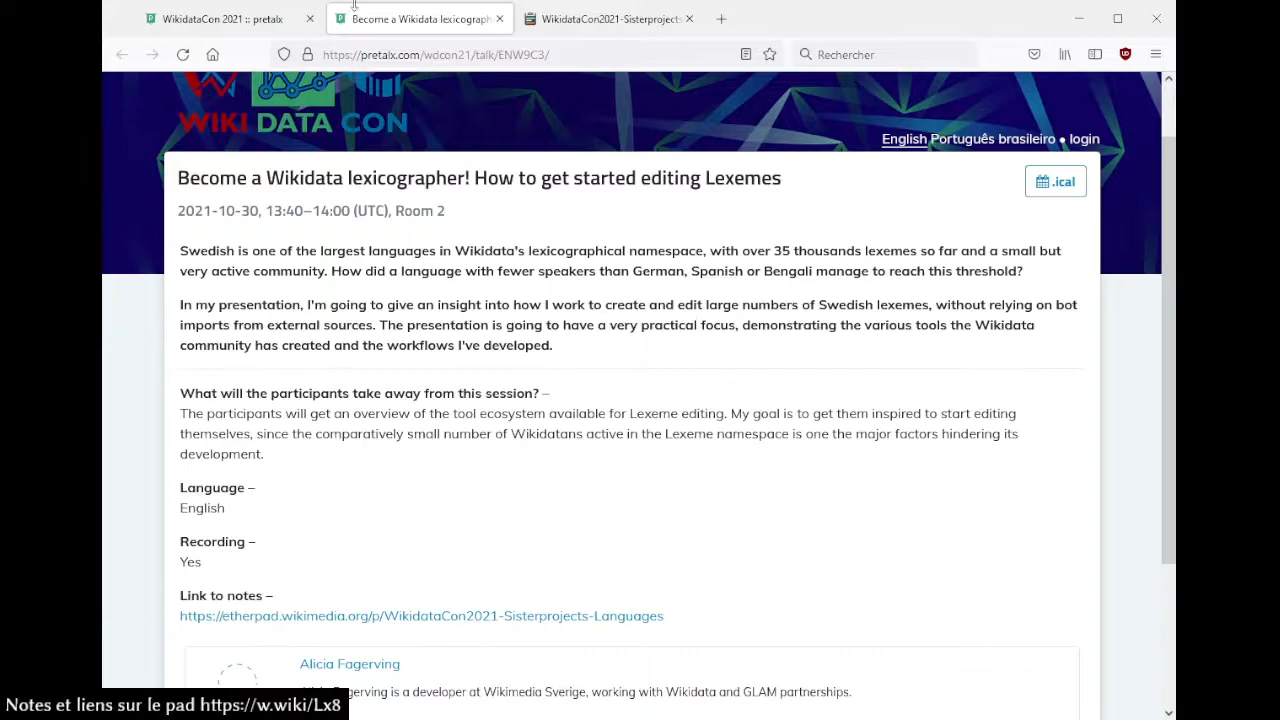 WikidataCon 2021 :: pretalx
Become a Wikidata lexicograph
WikidataCon2021-Sisterprojects
https://pretalx.com/wdcon21/talk/ENW9C3/
Rechercher
WIKI DATA CON
English Português brasileiro • login
Become a Wikidata lexicographer! How to get started editing Lexemes
.ical
2021-10-30, 13:40–14:00 (UTC), Room 2
Swedish is one of the largest languages in Wikidata's lexicographical namespace, with over 35 thousands lexemes so far and a small but
very active community. How did a language with fewer speakers than German, Spanish or Bengali manage to reach this threshold?
In my presentation, I'm going to give an insight into how I work to create and edit large numbers of Swedish lexemes, without relying on bot
imports from external sources. The presentation is going to have a very practical focus, demonstrating the various tools the Wikidata
community has created and the workflows I've developed.
What will the participants take away from this session? –
The participants will get an overview of the tool ecosystem available for Lexeme editing. My goal is to get them inspired to start editing
themselves, since the comparatively small number of Wikidatans active in the Lexeme namespace is one the major factors hindering its
development.
Language –
English
Recording –
Yes
Link to notes –
https://etherpad.wikimedia.org/p/WikidataCon2021-Sisterprojects-Languages
Alicia Fagerving
gerving is a developer at Wikimedia Sverige, working with Wikidata and GLAM partnerships.
Notes et liens sur le pad https://w.wiki/Lx8